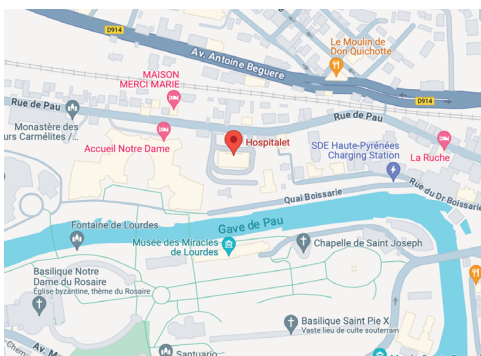 D914
Av. Antoine Beguere
Le Moulin de
Don Quichotte
D914
MAISON
MERCI MARIE
Rue de Pau
Rue de Pau
Monastère des
urs Carmélites / ...
Accueil Notre Dame
Hospitalet
SDE Haute-Pyrénées
Charging Station
La Ruche
Quai Boissarie
Rue du Dr Boissarie
Gave de Pau
Fontaine de Lourdes
Musée des Miracles
de Lourdes
Chapelle de Saint Joseph
Basilique Notre
Dame du Rosaire
Église byzantine, thème du Rosaire
Basilique Saint Pie X
Vaste lieu de culte souterrain
Santuario